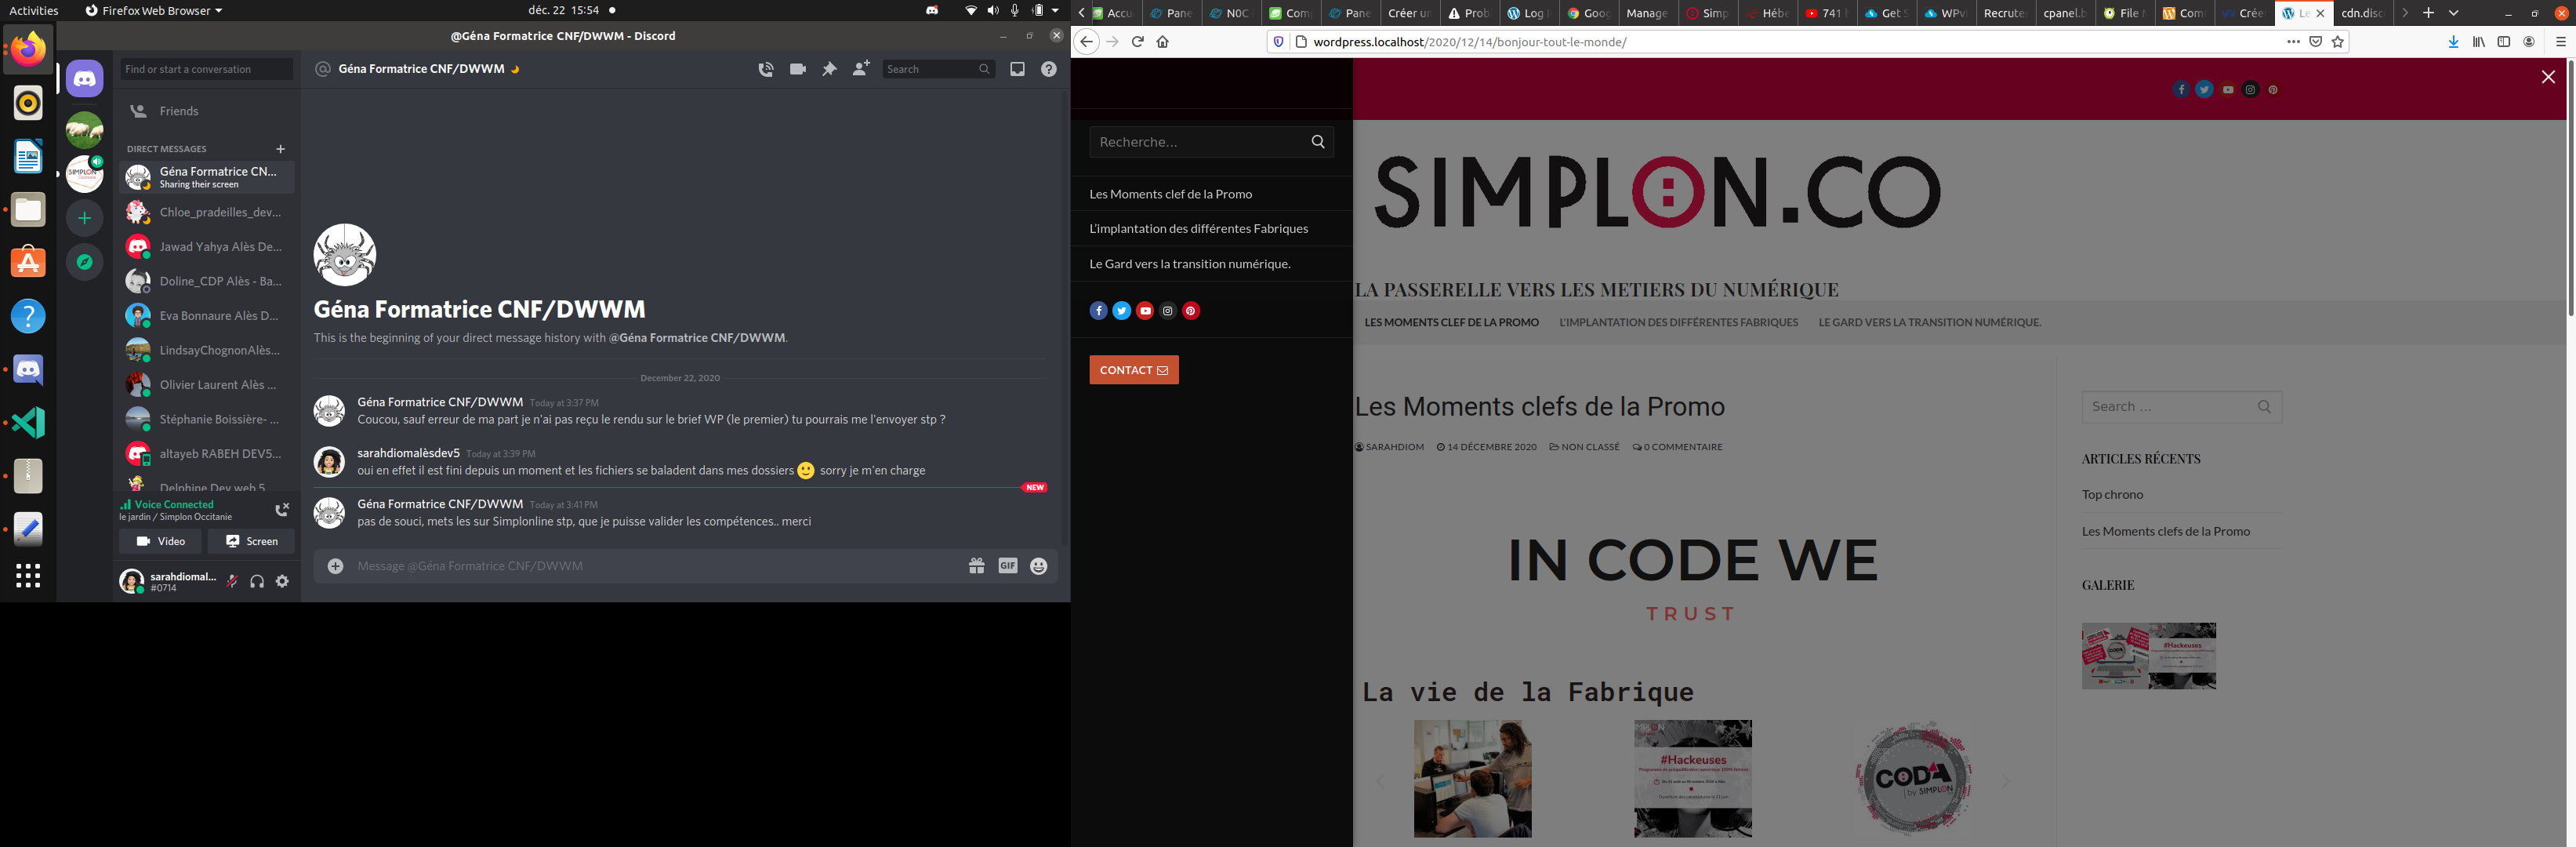 Activities
Firefox Web Browser
déc. 22 15:54
@Géna Formatrice CNF/DWWM - Discord
Find or start a conversation
Friends
DIRECT MESSAGES
Géna Formatrice CN...
Sharing their screen
Chloe_pradeilles_dev...
Jawad Yahya Alès De...
Doline_CDP Alès - Ba...
Eva Bonnaure Alès D...
LindsayChognonAlès...
Olivier Laurent Alès ...
Stéphanie Boissière- ...
altayeb RABEH DEV5...
Delphine Dev web 5
Voice Connected
le jardin / Simplon Occitanie
Video
Screen
sarahdiomal...
#0714
Géna Formatrice CNF/DWWM
Search
Géna Formatrice CNF/DWWM
This is the beginning of your direct message history with @Géna Formatrice CNF/DWWM.
December 22, 2020
Géna Formatrice CNF/DWWM Today at 3:37 PM
Coucou, sauf erreur de ma part je n'ai pas reçu le rendu sur le brief WP (le premier) tu pourrais me l'envoyer stp ?
sarahdiomalèsdev5 Today at 3:39 PM
oui en effet il est fini depuis un moment et les fichiers se baladent dans mes dossiers 🙂 sorry je m'en charge
NEW
Géna Formatrice CNF/DWWM Today at 3:41 PM
pas de souci, mets les sur Simplonline stp, que je puisse valider les compétences.. merci
Message @Géna Formatrice CNF/DWWM
GIF
Accu
Pane
N0C
Com
Pane
Créer un
Prob
Log
Goog
Manage
Simp
Hébe
741
Get S
WPv
Recrute
cpanel.b
File
Com
Crée
Le
cdn.disc
wordpress.localhost/2020/12/14/bonjour-tout-le-monde/
Recherche...
Les Moments clef de la Promo
L'implantation des différentes Fabriques
Le Gard vers la transition numérique.
CONTACT
SIMPLON.CO
LA PASSERELLE VERS LES METIERS DU NUMÉRIQUE
LES MOMENTS CLEF DE LA PROMO
L'IMPLANTATION DES DIFFÉRENTES FABRIQUES
LE GARD VERS LA TRANSITION NUMÉRIQUE.
Les Moments clefs de la Promo
SARAHDIOM
14 DÉCEMBRE 2020
NON CLASSÉ
0 COMMENTAIRE
IN CODE WE
TRUST
La vie de la Fabrique
#Hackeuses
CODA
by SIMPLON
Search ...
ARTICLES RÉCENTS
Top chrono
Les Moments clefs de la Promo
GALERIE
#Hackeuses